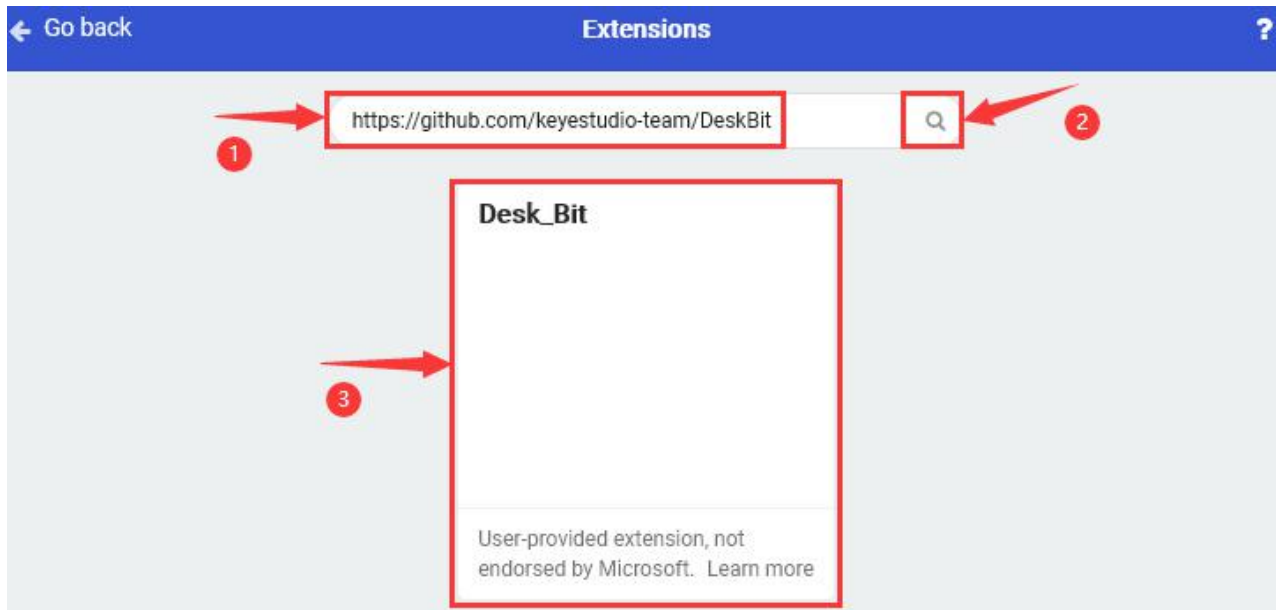 Go back
Extensions
?
https://github.com/keyestudio-team/DeskBit
1
2
Desk_Bit
3
User-provided extension, not
endorsed by Microsoft. Learn more